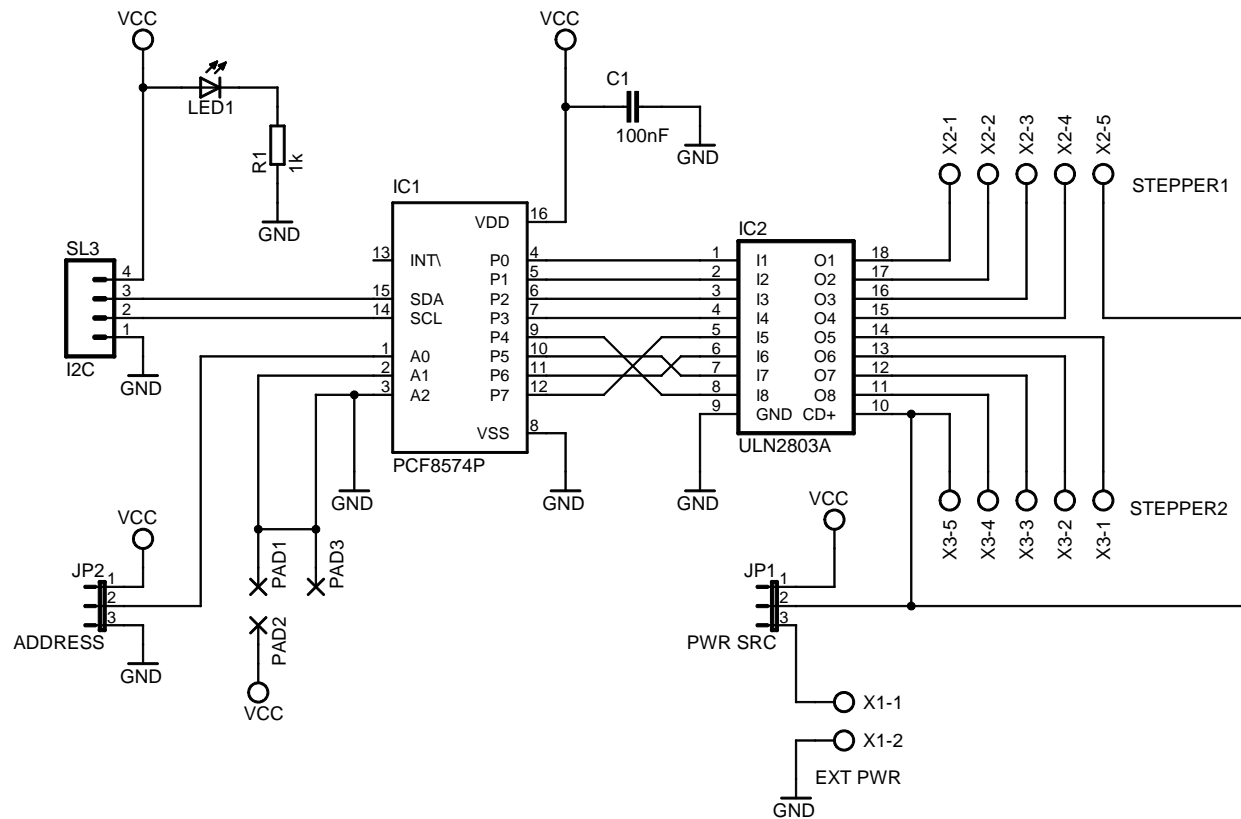 VCC
LED1
R1
1k
GND
SL3
4
3
2
1
I2C
GND
VCC
C1
100nF
GND
IC1
VDD
16
13
INT\
15
SDA
14
SCL
1
A0
2
A1
3
A2
P0
4
P1
5
P2
6
P3
7
P4
9
P5
10
P6
11
P7
12
VSS
8
PCF8574P
GND
GND
IC2
1
I1
2
I2
3
I3
4
I4
5
I5
6
I6
7
I7
8
I8
9
GND
O1
18
O2
17
O3
16
O4
15
O5
14
O6
13
O7
12
O8
11
CD+
10
ULN2803A
GND
X2-1
X2-2
X2-3
X2-4
X2-5
STEPPER1
X3-5
X3-4
X3-3
X3-2
X3-1
STEPPER2
VCC
JP2
1
2
3
ADDRESS
GND
PAD1
PAD3
PAD2
VCC
VCC
JP1
1
2
3
PWR SRC
X1-1
X1-2
EXT PWR
GND